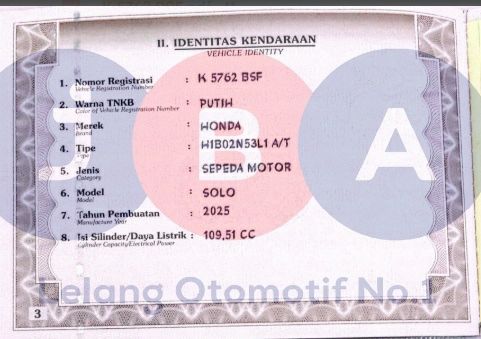 II. IDENTITAS KENDARAAN
VEHICLE IDENTITY
1. Nomor Registrasi : K 5762 BSF
Vehicle Registration Number
2. Warna TNKB : PUTIH
Color of Vehicle Registration Number
3. Merek : HONDA
Brand
4. Tipe : H1B02N53L1 A/T
Type
5. Jenis : SEPEDA MOTOR
Category
6. Model : SOLO
Model
7. Tahun Pembuatan : 2025
Manufacture Year
8. Isi Silinder/Daya Listrik : 109,51 CC
Cylinder Capacity/Electrical Power
JBA
Lelang Otomotif No.1
3